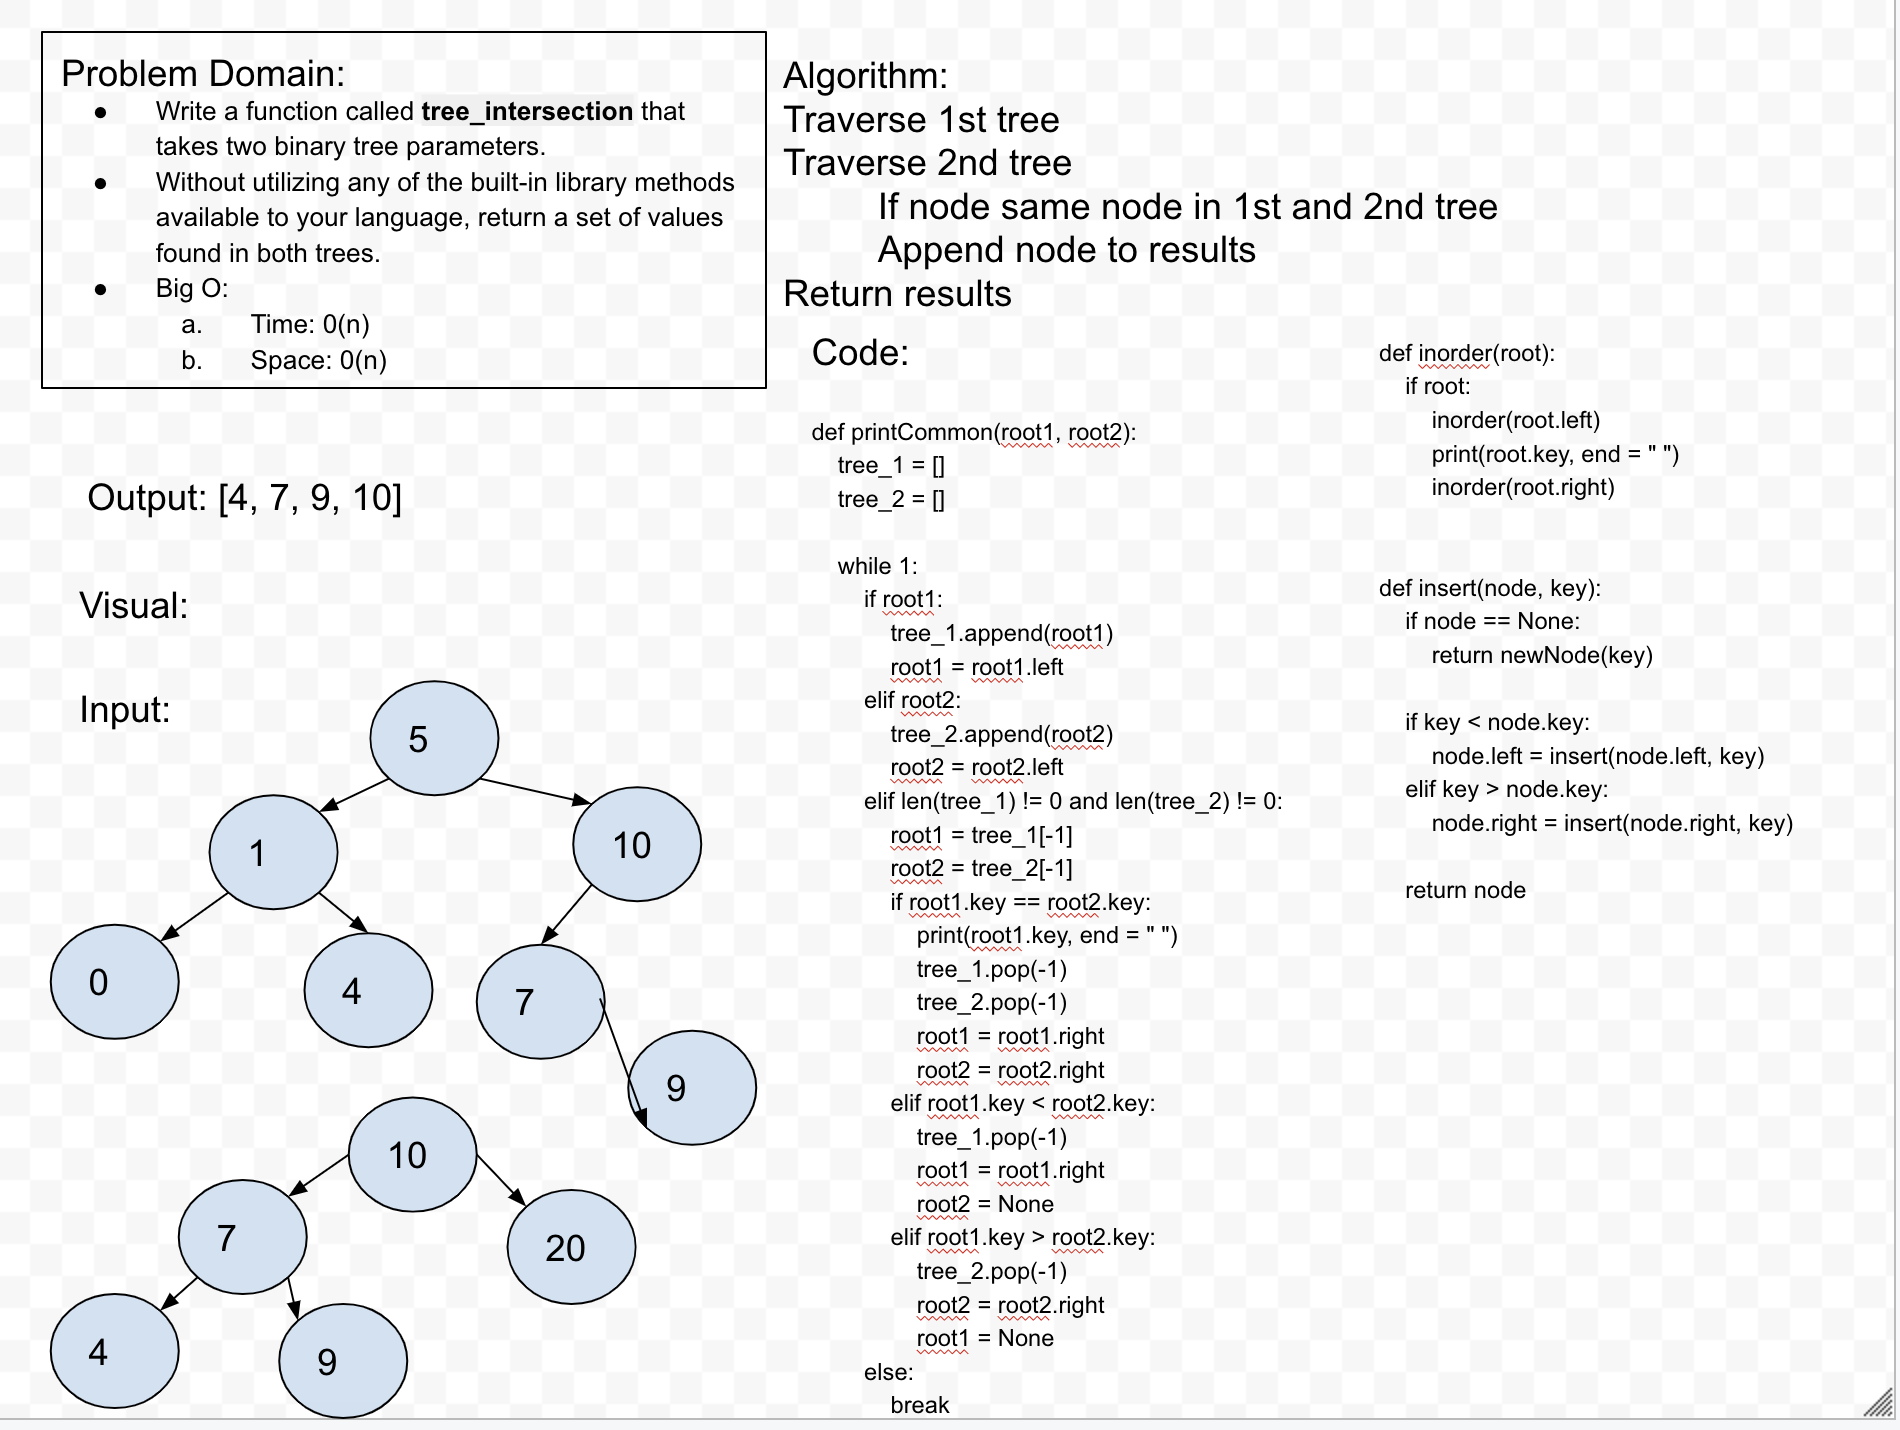 Problem Domain:
● Write a function called tree_intersection that
takes two binary tree parameters.
● Without utilizing any of the built-in library methods
available to your language, return a set of values
found in both trees.
● Big O:
a. Time: 0(n)
b. Space: 0(n)
Output: [4, 7, 9, 10]
Visual:
Input:
5
1
10
0
4
7
9
10
7
20
4
9
Algorithm:
Traverse 1st tree
Traverse 2nd tree
If node same node in 1st and 2nd tree
Append node to results
Return results
Code:
def printCommon(root1, root2):
tree_1 = []
tree_2 = []
while 1:
if root1:
tree_1.append(root1)
root1 = root1.left
elif root2:
tree_2.append(root2)
root2 = root2.left
elif len(tree_1) != 0 and len(tree_2) != 0:
root1 = tree_1[-1]
root2 = tree_2[-1]
if root1.key == root2.key:
print(root1.key, end = " ")
tree_1.pop(-1)
tree_2.pop(-1)
root1 = root1.right
root2 = root2.right
elif root1.key < root2.key:
tree_1.pop(-1)
root1 = root1.right
root2 = None
elif root1.key > root2.key:
tree_2.pop(-1)
root2 = root2.right
root1 = None
else:
break
def inorder(root):
if root:
inorder(root.left)
print(root.key, end = " ")
inorder(root.right)
def insert(node, key):
if node == None:
return newNode(key)
if key < node.key:
node.left = insert(node.left, key)
elif key > node.key:
node.right = insert(node.right, key)
return node